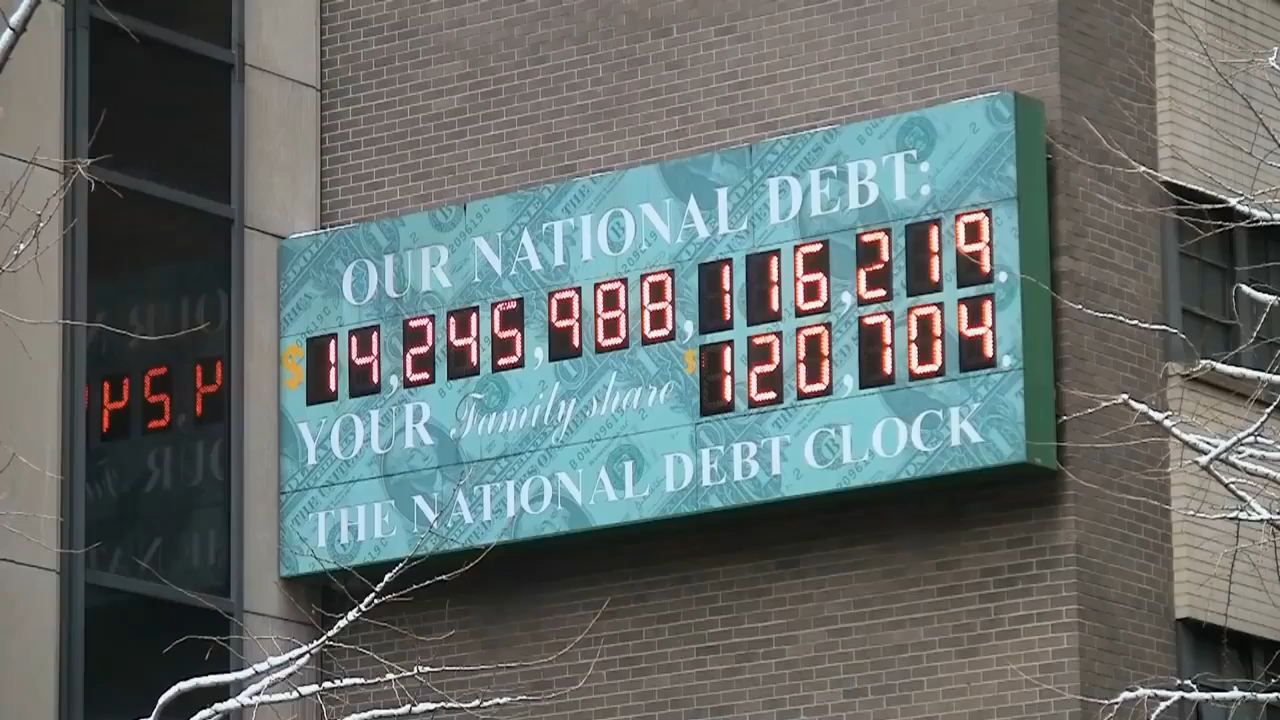 OUR NATIONAL DEBT:
$14,245,988,116,219.
YOUR Family share $120,704.
THE NATIONAL DEBT CLOCK